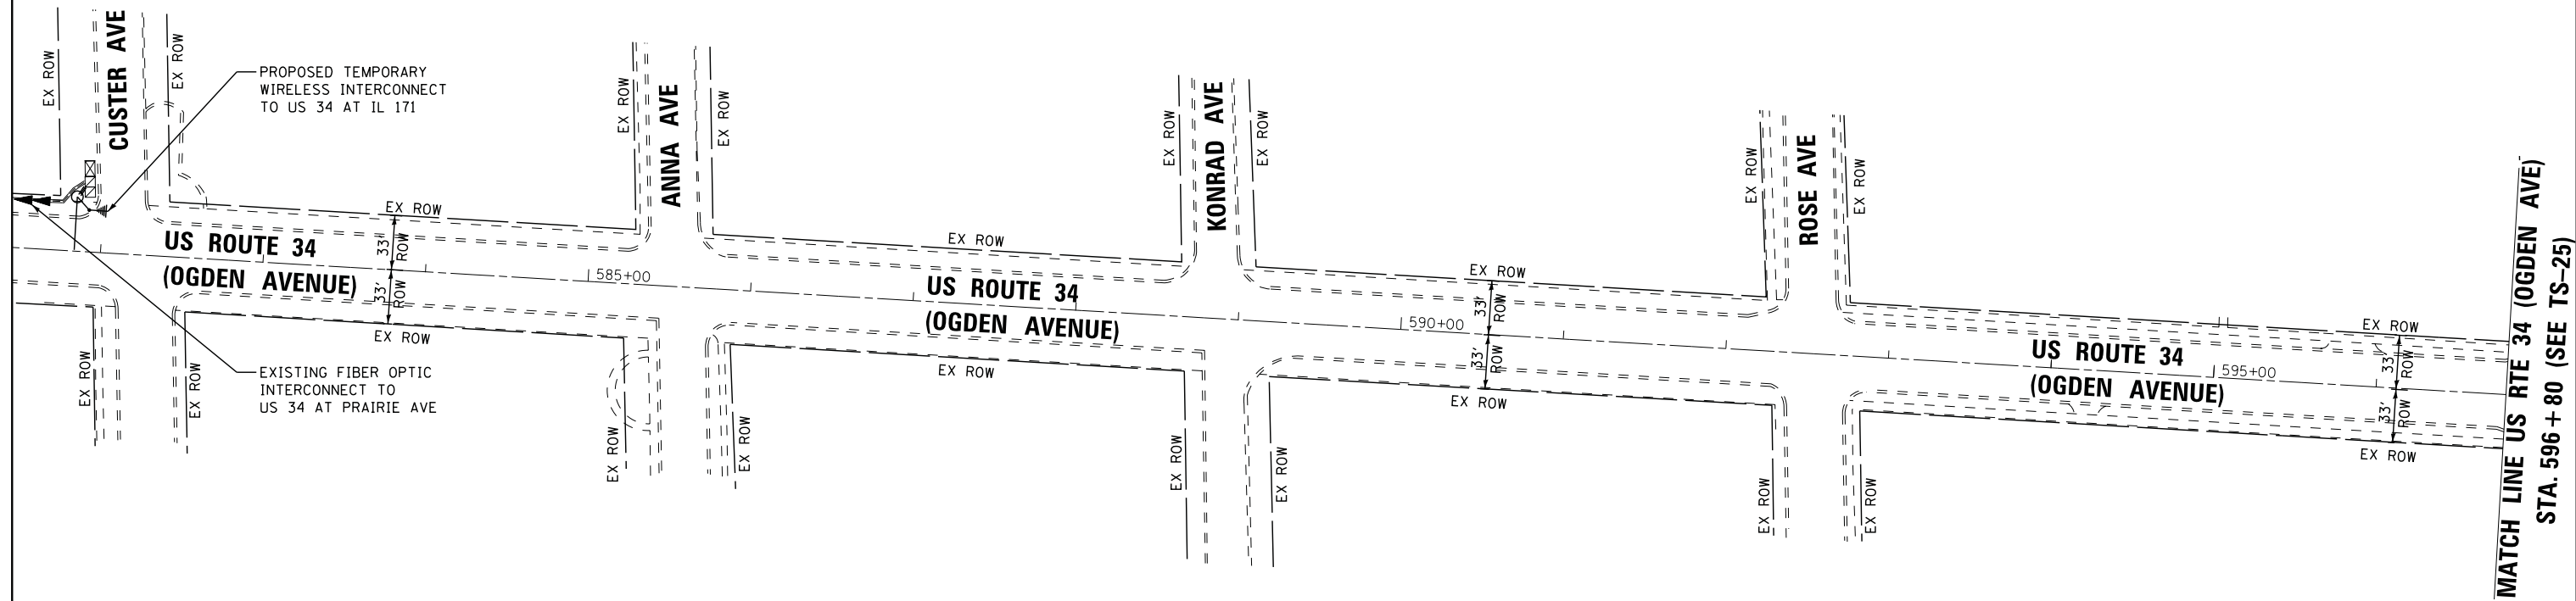 EX ROW
CUSTER AVE
EX ROW
PROPOSED TEMPORARY
WIRELESS INTERCONNECT
TO US 34 AT IL 171
EX ROW
ANNA AVE
EX ROW
EX ROW
KONRAD AVE
EX ROW
EX ROW
ROSE AVE
EX ROW
EX ROW
33'
ROW
33'
ROW
EX ROW
US ROUTE 34
(OGDEN AVENUE)
585+00
EX ROW
US ROUTE 34
(OGDEN AVENUE)
EX ROW
EX ROW
33'
ROW
33'
ROW
EX ROW
590+00
US ROUTE 34
(OGDEN AVENUE)
595+00
EX ROW
33'
ROW
33'
ROW
EX ROW
EXISTING FIBER OPTIC
INTERCONNECT TO
US 34 AT PRAIRIE AVE
EX ROW
EX ROW
EX ROW
EX ROW
EX ROW
EX ROW
EX ROW
EX ROW
MATCH LINE US RTE 34 (OGDEN AVE)
STA. 596+80 (SEE TS-25)